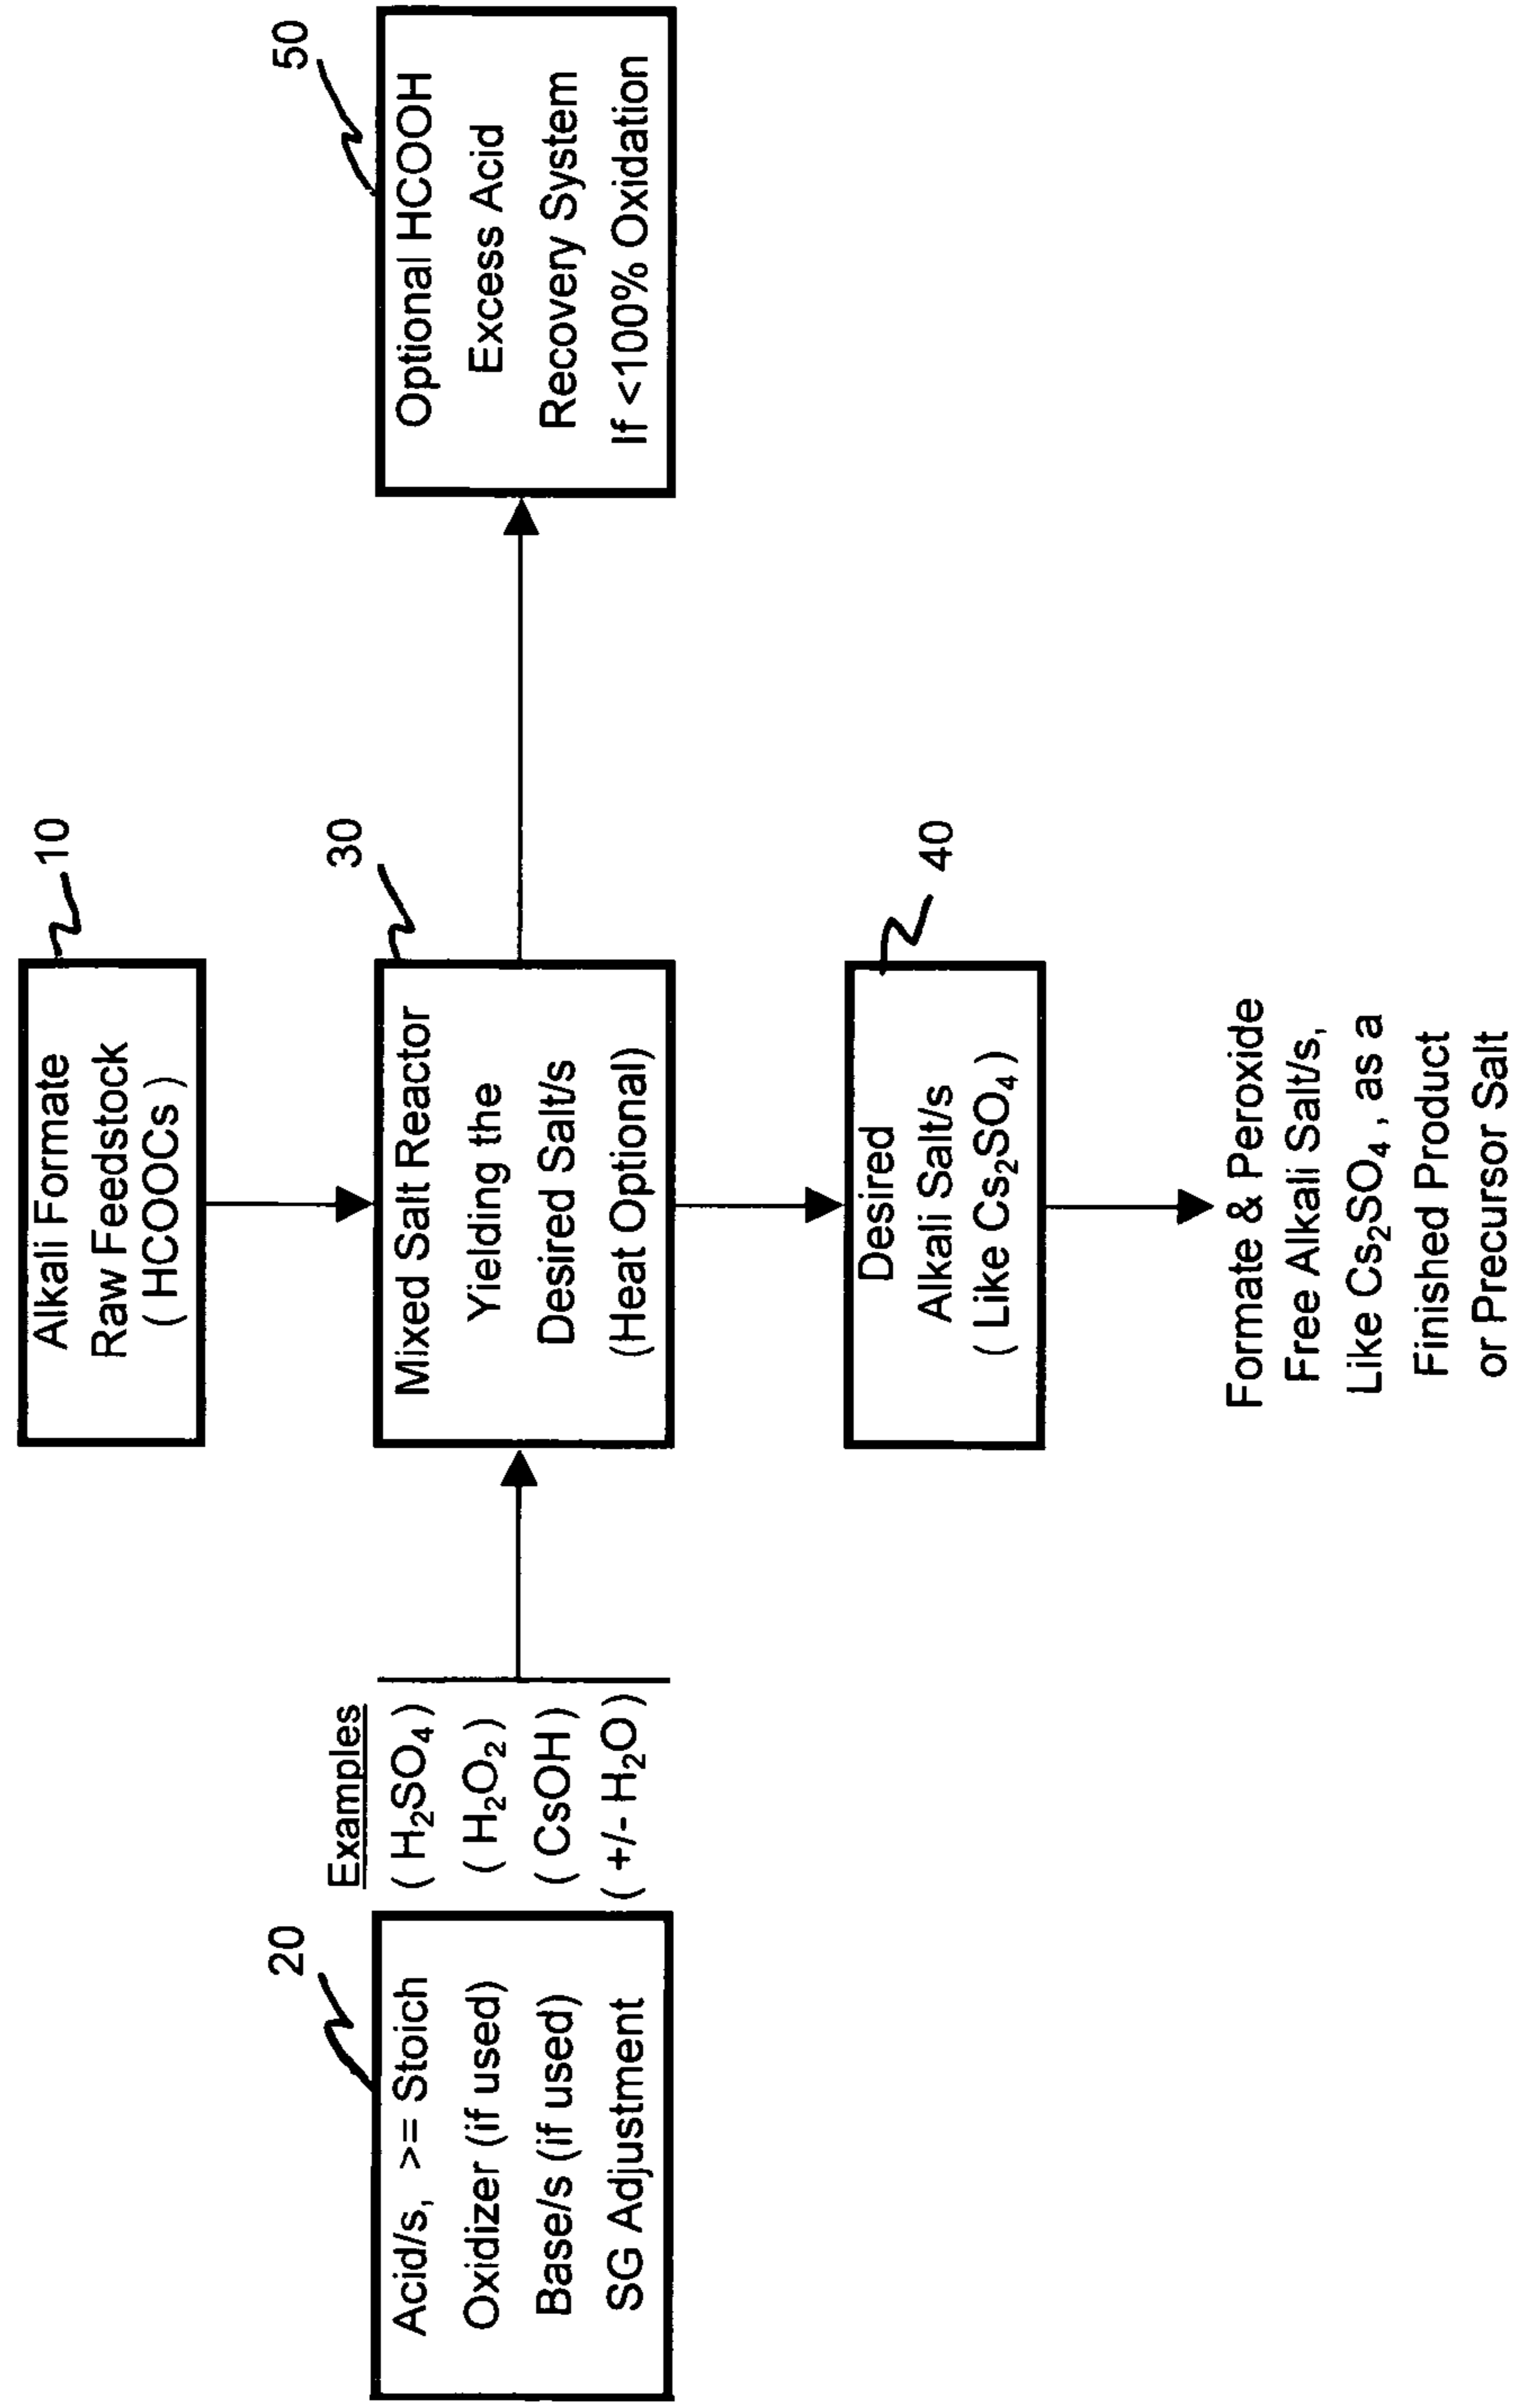 10
Alkali Formate
Raw Feedstock
( HCOOCs )
20
Acid/s, >= Stoich
Oxidizer (if used)
Base/s (if used)
SG Adjustment
Examples
( H₂SO₄)
( H₂O₂)
( CsOH )
( +/- H₂O )
30
Mixed Salt Reactor
Yielding the
Desired Salt/s
(Heat Optional)
50
Optional HCOOH
Excess Acid
Recovery System
If <100% Oxidation
40
Desired
Alkali Salt/s
( Like Cs₂SO₄ )
Formate & Peroxide
Free Alkali Salt/s,
Like Cs₂SO₄ , as a
Finished Product
or Precursor Salt